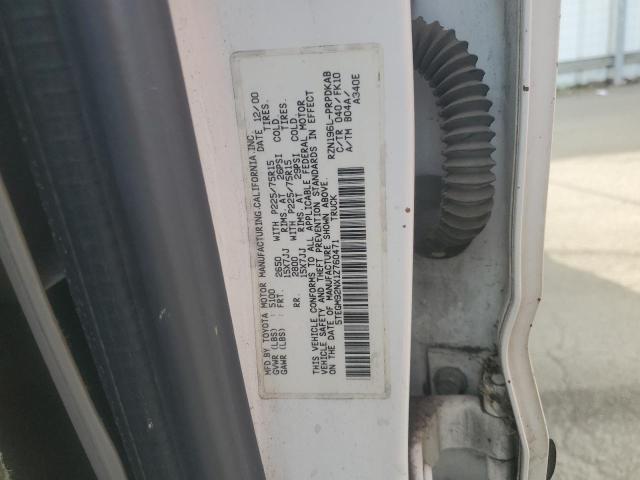 MFD.BY TOYOTA MOTOR MANUFACTURING,CALIFORNIA,INC.
GVWR (LBS) : 5100 DATE 12/00
GAWR (LBS) : FRT. 2650 WITH P225/75R15 TIRES.
15X7JJ RIMS.AT 26PSI COLD.
RR. 2800 WITH P225/75R15 TIRES.
15X7JJ RIMS.AT 29PSI COLD.
THIS VEHICLE CONFORMS TO ALL APPLICABLE FEDERAL MOTOR
VEHICLE SAFETY AND THEFT PREVENTION STANDARDS IN EFFECT
ON THE DATE OF MANUFACTURE SHOWN ABOVE.
5TEGM92NX1Z760471 TRUCK
RZN196L-PRPDKAB
C/TR 040/FK10
A/TM B04A/
A340E